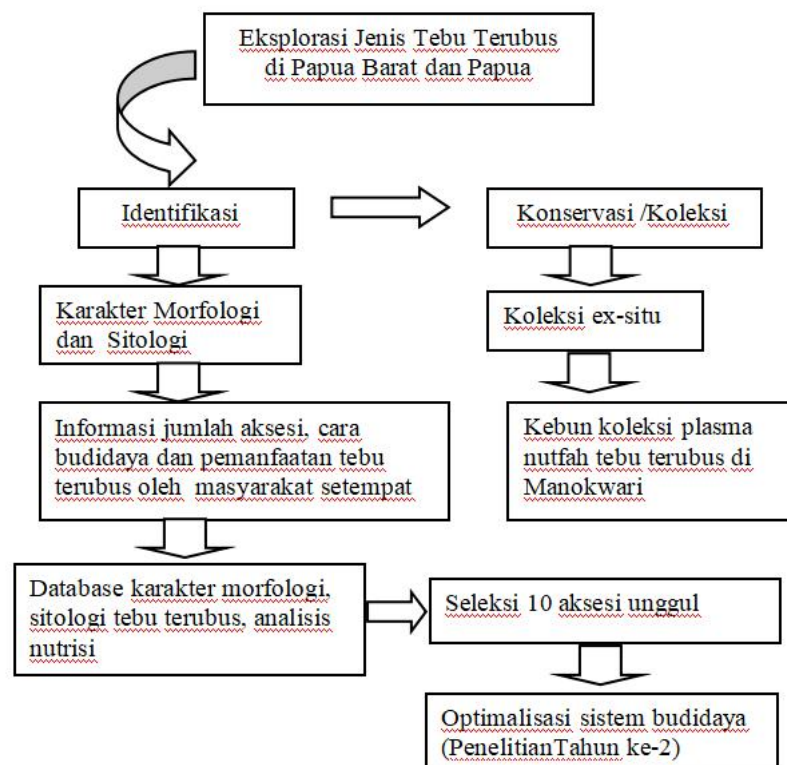 Eksplorasi Jenis Tebu Terubus
di Papua Barat dan Papua
Identifikasi
Konservasi /Koleksi
Karakter Morfologi
dan Sitologi
Koleksi ex-situ
Informasi jumlah aksesi, cara
budidaya dan pemanfaatan tebu
terubus oleh masyarakat setempat
Kebun koleksi plasma
nutfah tebu terubus di
Manokwari
Database karakter morfologi,
sitologi tebu terubus, analisis
nutrisi
Seleksi 10 aksesi unggul
Optimalisasi sistem budidaya
(PenelitianTahun ke-2)